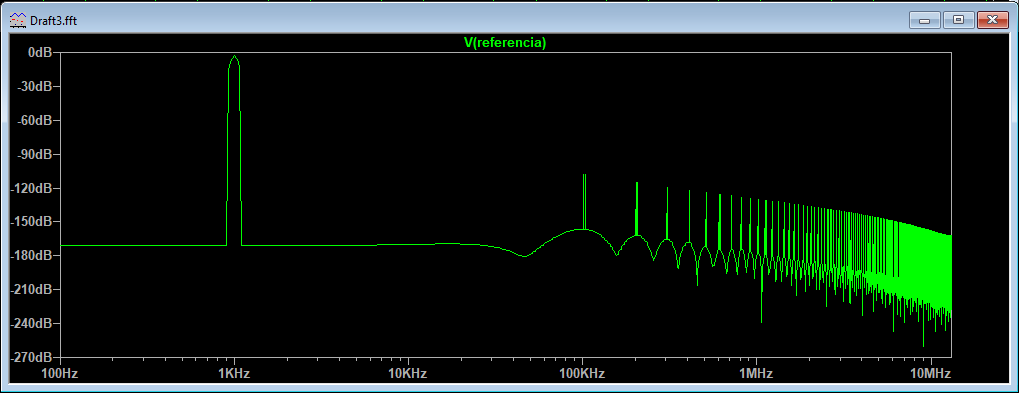 Draft3.fft
V(referencia)
0dB
-30dB
-60dB
-90dB
-120dB
-150dB
-180dB
-210dB
-240dB
-270dB
100Hz 1KHz 10KHz 100KHz 1MHz 10MHz